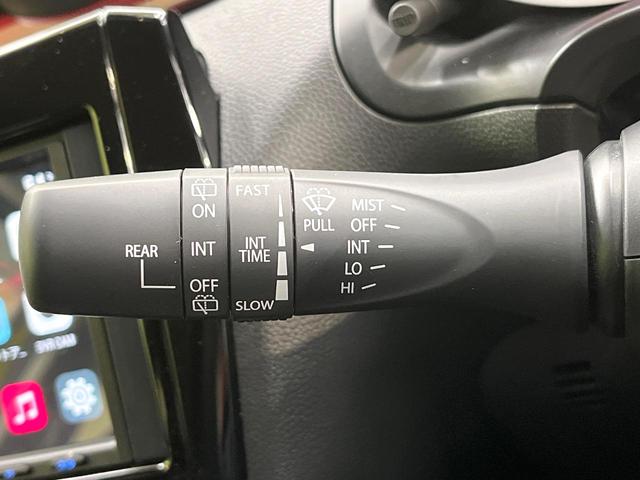 REAR
ON
INT
OFF
FAST
INT
TIME
SLOW
PULL
MIST
OFF
INT
LO
HI